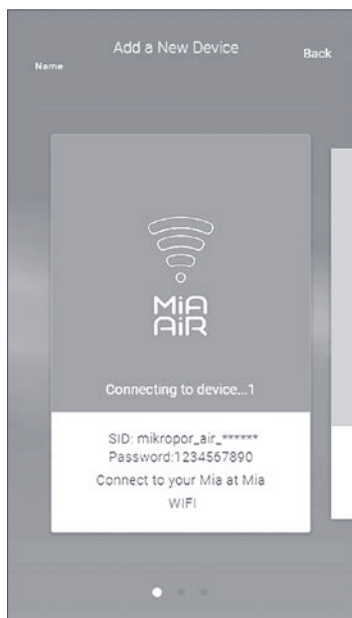 Add a New Device
Back
Name
MiA
AiR
Connecting to device...1
SID: mikropor_air_******
Password:1234567890
Connect to your Mia at Mia
WIFI